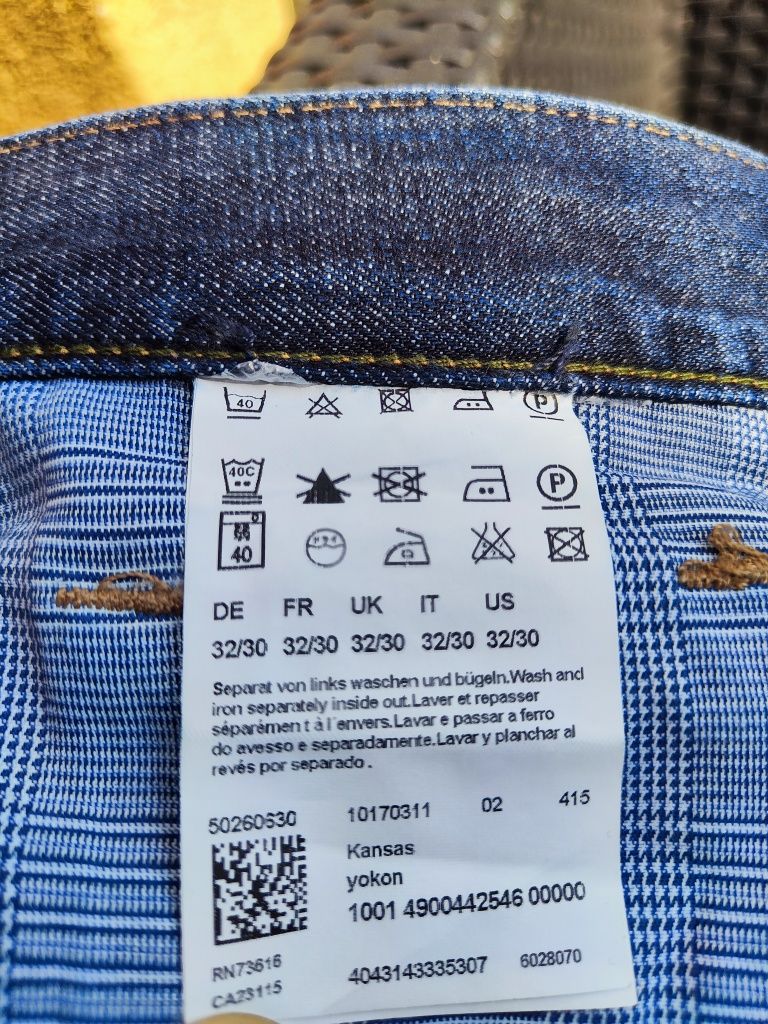 40
P
40C
P
40
DE FR UK IT US
32/30 32/30 32/30 32/30 32/30
Separat von links waschen und bügeln.Wash and
iron separately inside out.Laver et repasser
séparémen t à l'envers.Lavar e passar a ferro
do avesso e separadamente.Lavar y planchar al
revés por separado .
50260630 10170311 02 415
Kansas
yokon
1001 4900442546 00000
RN73616
CA23115 4043143335307 6028070